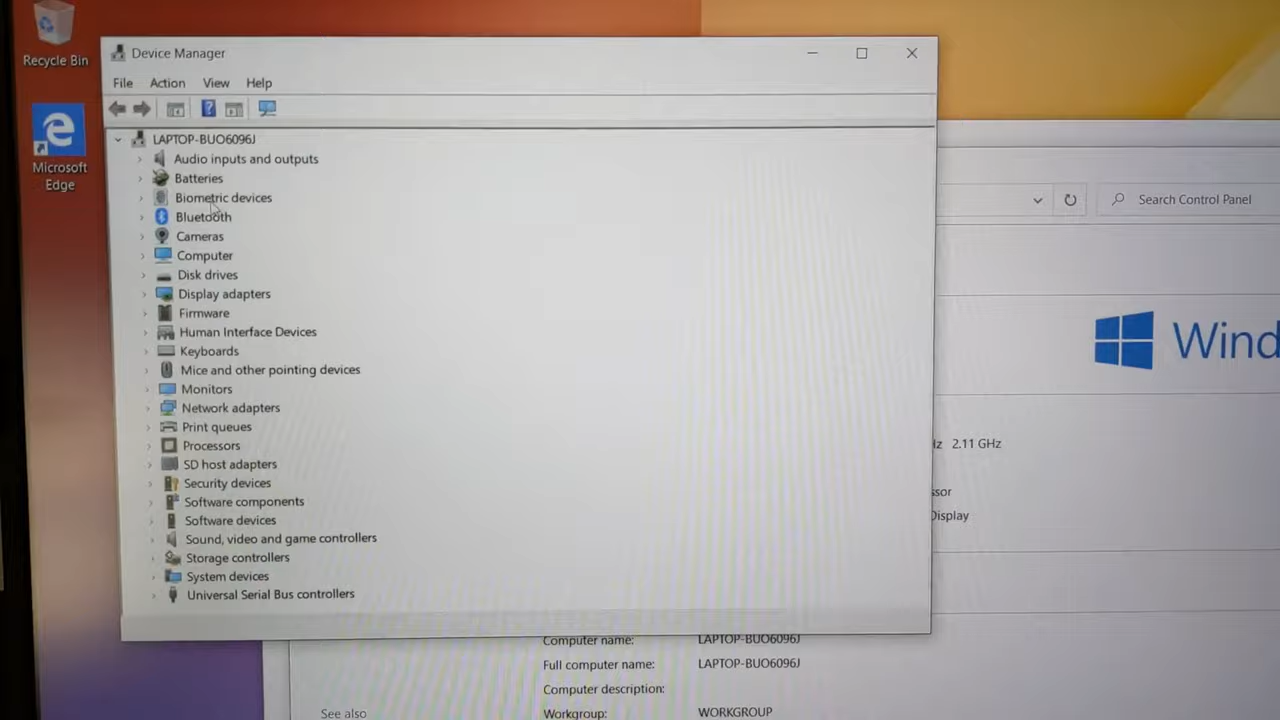 Recycle Bin
Microsoft
Edge
Device Manager
File Action View Help
LAPTOP-BUO6096J
Audio inputs and outputs
Batteries
Biometric devices
Bluetooth
Cameras
Computer
Disk drives
Display adapters
Firmware
Human Interface Devices
Keyboards
Mice and other pointing devices
Monitors
Network adapters
Print queues
Processors
SD host adapters
Security devices
Software components
Software devices
Sound, video and game controllers
Storage controllers
System devices
Universal Serial Bus controllers
Search Control Panel
Wind
Hz 2.11 GHz
ssor
Display
Computer name: LAPTOP-BUO6096J
Full computer name: LAPTOP-BUO6096J
Computer description:
See also
Workgroup: WORKGROUP